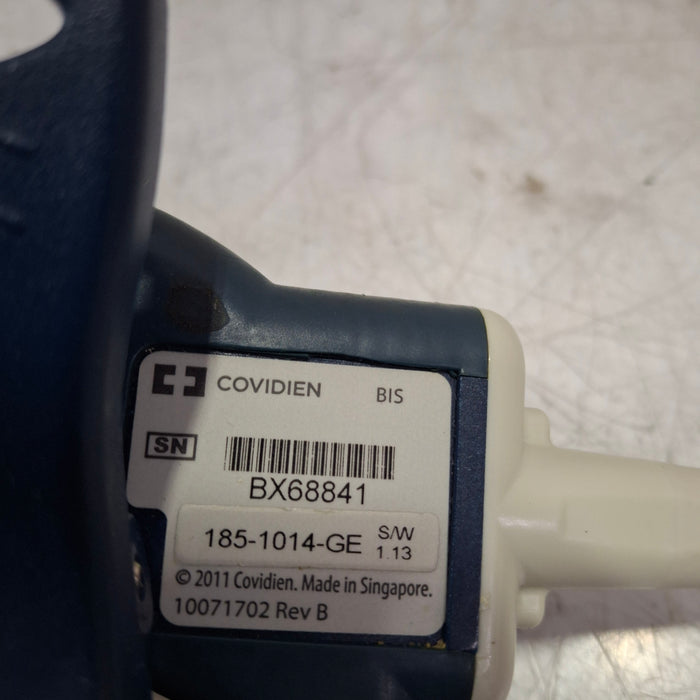 COVIDIEN BIS
SN
BX68841
185-1014-GE S/W 1.13
© 2011 Covidien. Made in Singapore.
10071702 Rev B